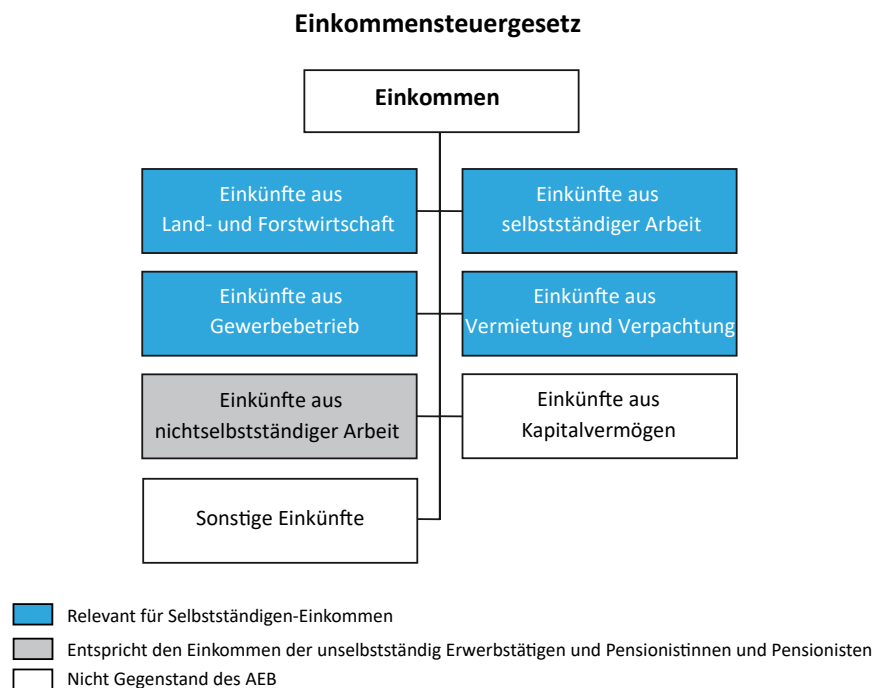 Einkommensteuergesetz
Einkommen
Einkünfte aus
Land- und Forstwirtschaft
Einkünfte aus
selbstständiger Arbeit
Einkünfte aus
Gewerbebetrieb
Einkünfte aus
Vermietung und Verpachtung
Einkünfte aus
nichtselbstständiger Arbeit
Einkünfte aus
Kapitalvermögen
Sonstige Einkünfte
Relevant für Selbstständigen-Einkommen
Entspricht den Einkommen der unselbstständig Erwerbstätigen und Pensionistinnen und Pensionisten
Nicht Gegenstand des AEB